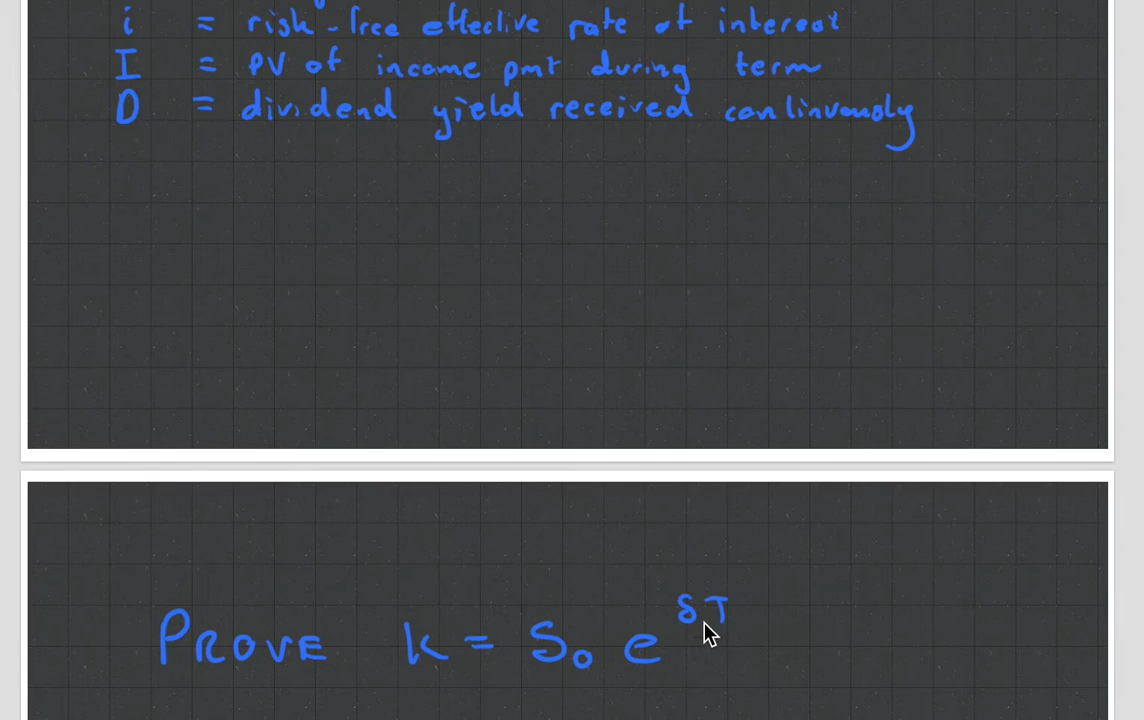 i = risk-free effective rate of interest
I = PV of income pmt during term
D = dividend yield received continuously
PROVE K = S₀ e^δT